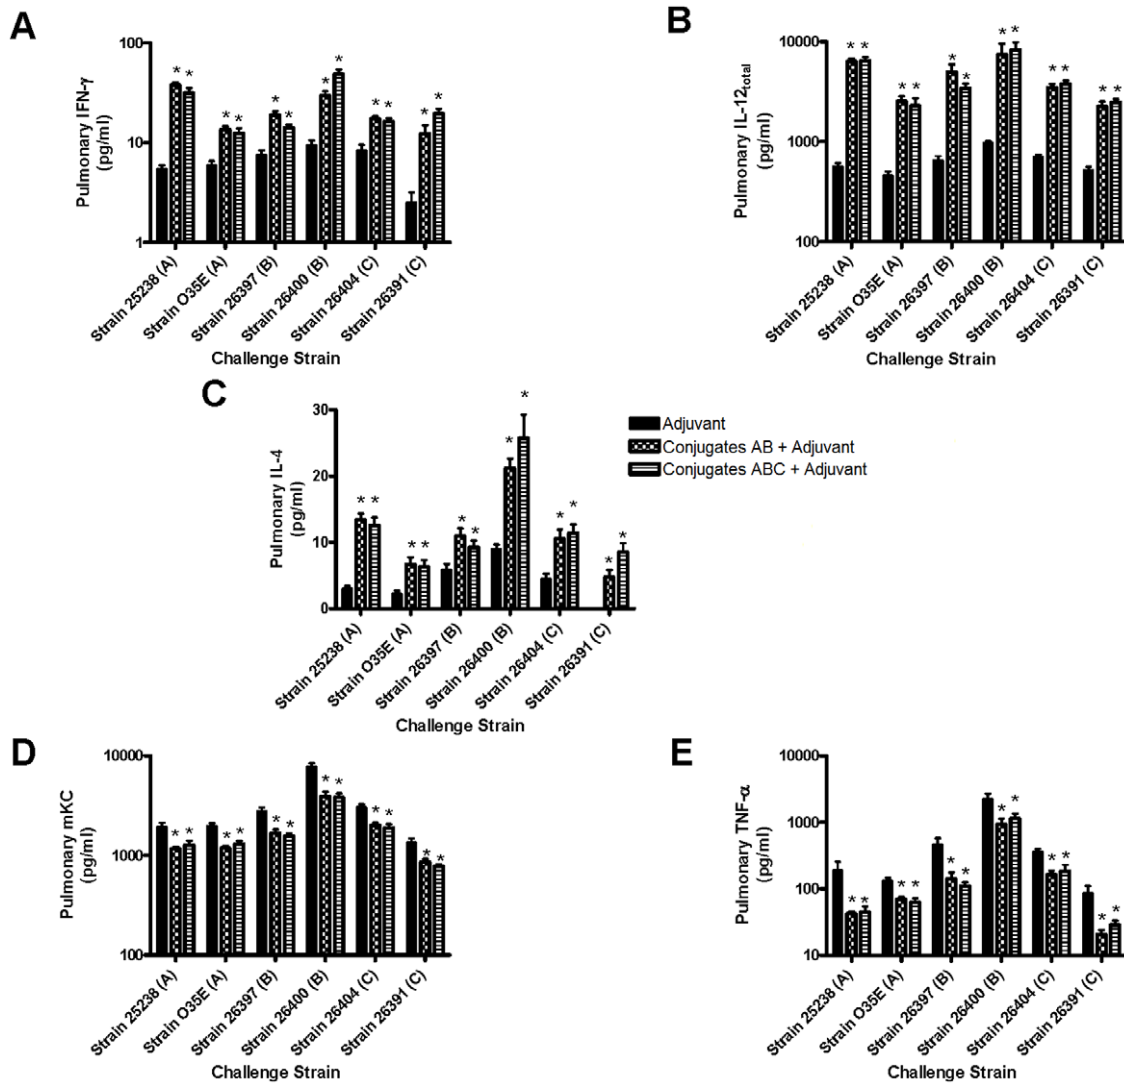 A
Pulmonary IFN-γ
(pg/ml)
100
10
1
* * * * * * * * * * * *
Strain 25238 (A)
Strain O35E (A)
Strain 26397 (B)
Strain 26400 (B)
Strain 26404 (C)
Strain 26391 (C)
Challenge Strain
B
Pulmonary IL-12total
(pg/ml)
10000
1000
100
* * * * * * * * * * * *
Strain 25238 (A)
Strain O35E (A)
Strain 26397 (B)
Strain 26400 (B)
Strain 26404 (C)
Strain 26391 (C)
Challenge Strain
C
Pulmonary IL-4
(pg/ml)
30
20
10
0
* * * * * * * * * * * *
Strain 25238 (A)
Strain O35E (A)
Strain 26397 (B)
Strain 26400 (B)
Strain 26404 (C)
Strain 26391 (C)
Challenge Strain
Adjuvant
Conjugates AB + Adjuvant
Conjugates ABC + Adjuvant
D
Pulmonary mKC
(pg/ml)
10000
1000
100
* * * * * * * * * * * *
Strain 25238 (A)
Strain O35E (A)
Strain 26397 (B)
Strain 26400 (B)
Strain 26404 (C)
Strain 26391 (C)
Challenge Strain
E
Pulmonary TNF-α
(pg/ml)
10000
1000
100
10
* * * * * * * * * * * *
Strain 25238 (A)
Strain O35E (A)
Strain 26397 (B)
Strain 26400 (B)
Strain 26404 (C)
Strain 26391 (C)
Challenge Strain